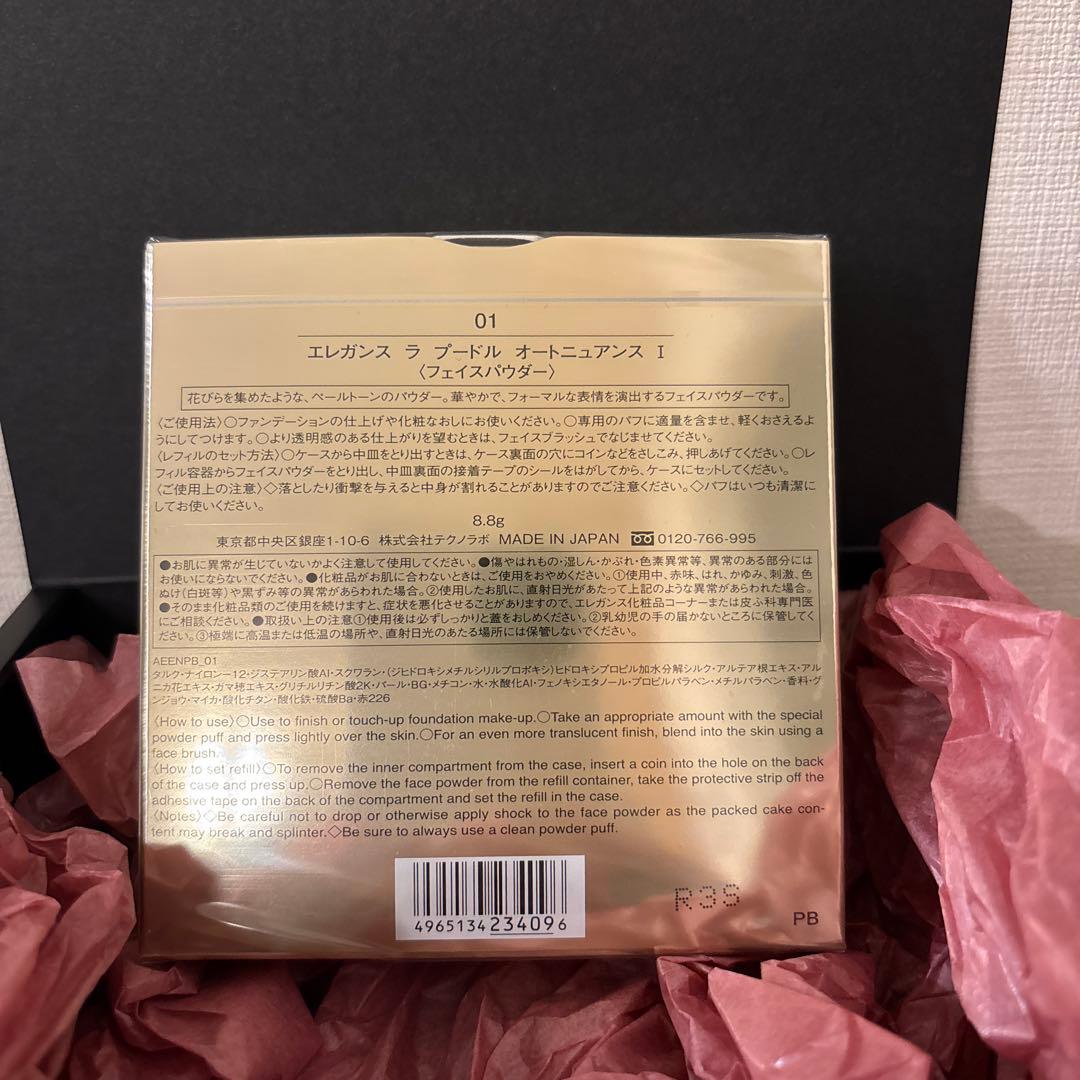 01
エレガンス ラ プードル オートニュアンス I
〈フェイスパウダー〉
花びらを集めたような、ペールトーンのパウダー。華やかで、フォーマルな表情を演出するフェイスパウダーです。
〈ご使用法〉○ファンデーションの仕上げや化粧なおしにお使いください。○専用のパフに適量を含ませ、軽くおさえるよ
うにしてつけます。○より透明感のある仕上がりを望むときは、フェイスブラッシュでなじませてください。
〈レフィルのセット方法〉○ケースから中皿をとり出すときは、ケース裏面の穴にコインなどをさしこみ、押しあげてください。○レ
フィル容器からフェイスパウダーをとり出し、中皿裏面の接着テープのシールをはがしてから、ケースにセットしてください。
〈ご使用上の注意〉◇落としたり衝撃を与えると中身が割れることがありますのでご注意ください。◇パフはいつも清潔に
してお使いください。
8.8g
東京都中央区銀座1-10-6 株式会社テクノラボ MADE IN JAPAN 0120-766-995
●お肌に異常が生じていないかよく注意して使用してください。●傷やはれもの・湿しん・かぶれ・色素異常等、異常のある部分には
お使いにならないでください。●化粧品がお肌に合わないときは、ご使用をおやめください。①使用中、赤味、はれ、かゆみ、刺激、色
ぬけ(白斑等)や黒ずみ等の異常があらわれた場合。②使用したお肌に、直射日光があたって上記のような異常があらわれた場合。
●そのまま化粧品類のご使用を続けますと、症状を悪化させることがありますので、エレガンス化粧品コーナーまたは皮ふ科専門医
にご相談ください。●取扱い上の注意①使用後は必ずしっかりと蓋をおしめください。②乳幼児の手の届かないところに保管してく
ださい。③極端に高温または低温の場所や、直射日光のあたる場所には保管しないでください。
AEENPB_01
タルク・ナイロン-12・ジステアリン酸Al・スクワラン・(ジヒドロキシメチルシリルプロポキシ)ヒドロキシプロピル加水分解シルク・アルテア根エキス・アル
ニカ花エキス・ガマ穂エキス・グリチルリチン酸2K・パール・BG・メチコン・水・水酸化Al・フェノキシエタノール・プロピルパラベン・メチルパラベン・香料・グ
ンジョウ・マイカ・酸化チタン・酸化鉄・硫酸Ba・赤226
〈How to use〉○Use to finish or touch-up foundation make-up.○Take an appropriate amount with the special
powder puff and press lightly over the skin.○For an even more translucent finish, blend into the skin using a
face brush.
〈How to set refill〉○To remove the inner compartment from the case, insert a coin into the hole on the back
of the case and press up.○Remove the face powder from the refill container, take the protective strip off the
adhesive tape on the back of the compartment and set the refill in the case.
〈Notes〉◇Be careful not to drop or otherwise apply shock to the face powder as the packed cake con-
tent may break and splinter.◇Be sure to always use a clean powder puff.
4965134234096
R3S
PB